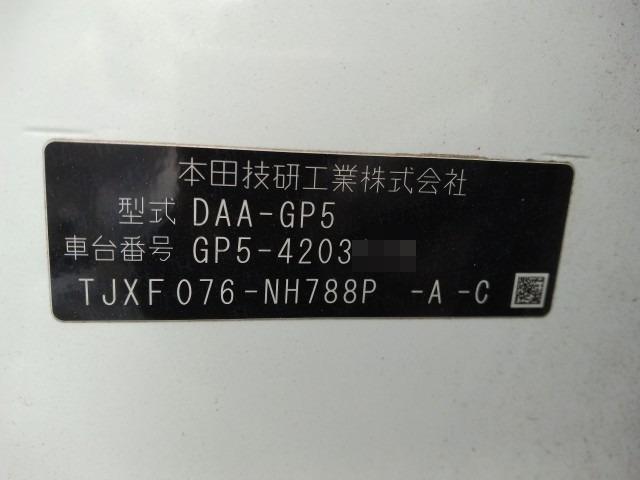 本田技研工業株式会社
型式 DAA-GP5
車台番号 GP5-4203
TJXF076-NH788P -A-C